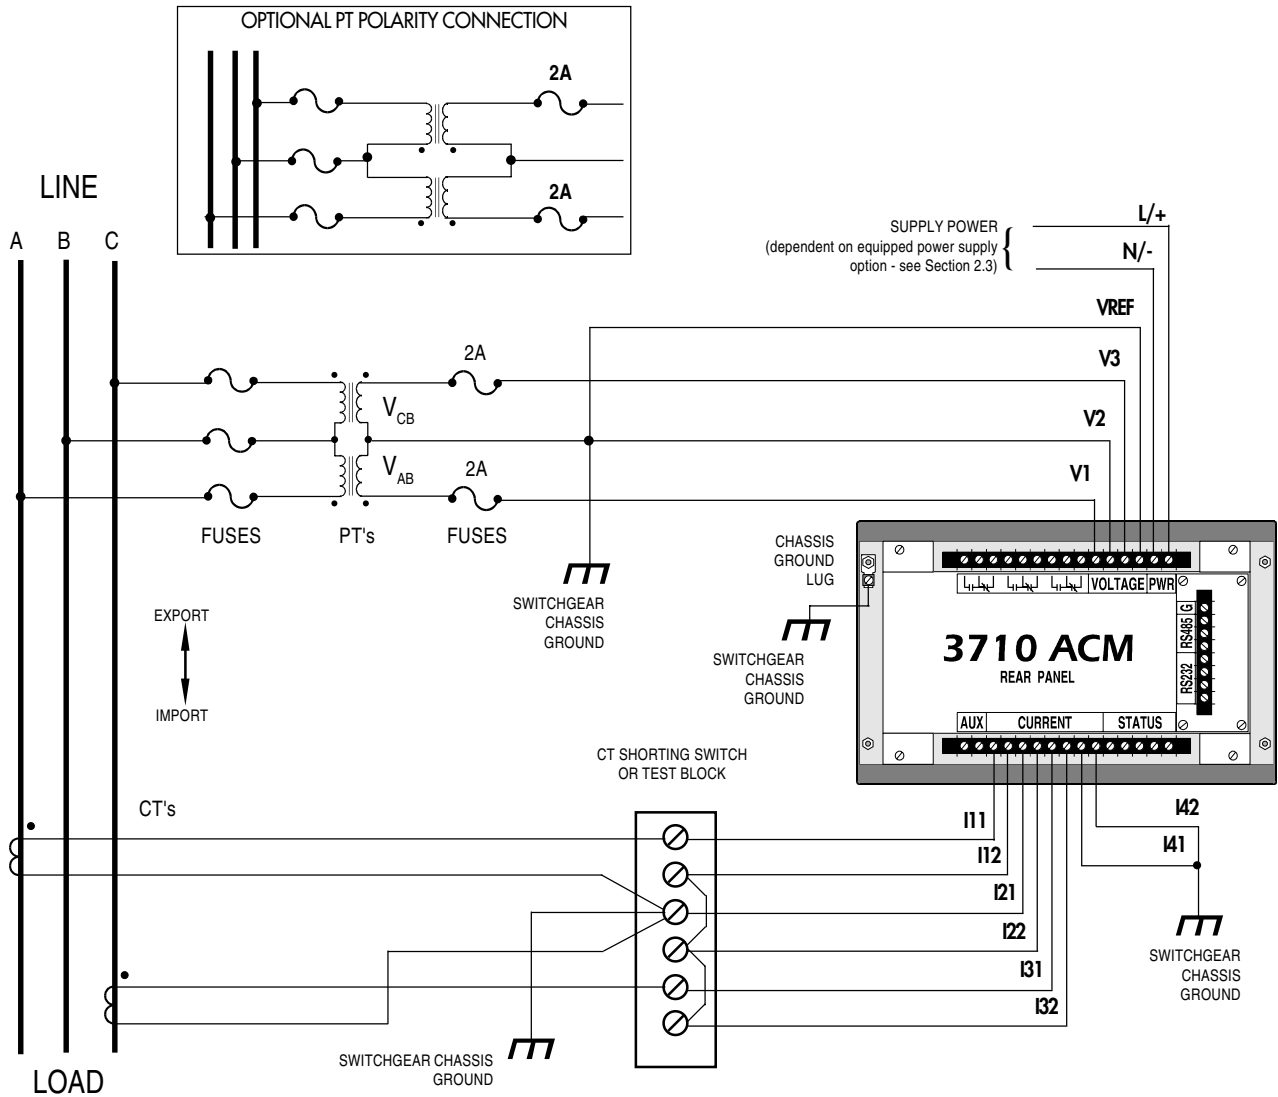 OPTIONAL PT POLARITY CONNECTION
2A
2A
LINE
A B C
SUPPLY POWER
(dependent on equipped power supply
option - see Section 2.3)
L/+
N/-
VREF
V3
V2
V1
2A
VCB
VAB
2A
FUSES
PT's
FUSES
SWITCHGEAR
CHASSIS
GROUND
CHASSIS
GROUND
LUG
SWITCHGEAR
CHASSIS
GROUND
EXPORT
IMPORT
VOLTAGE PWR
3710 ACM
REAR PANEL
G
RS485
RS232
AUX CURRENT STATUS
CT SHORTING SWITCH
OR TEST BLOCK
CT's
I11
I12
I21
I22
I31
I32
I42
I41
SWITCHGEAR
CHASSIS
GROUND
SWITCHGEAR CHASSIS
GROUND
LOAD